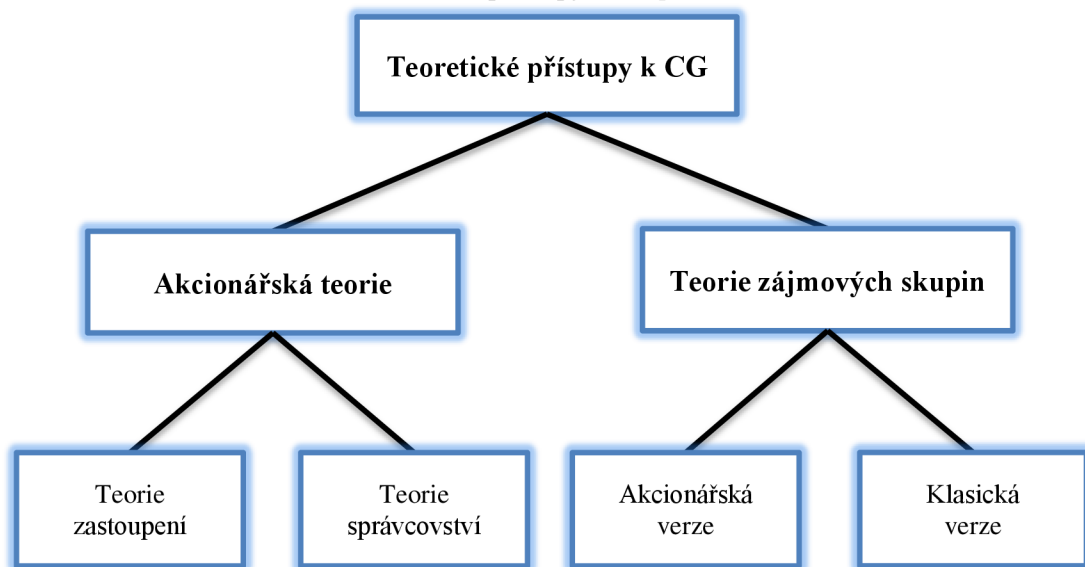 Teoretické přístupy k CG
Akcionářská teorie
Teorie zájmových skupin
Teorie
zastoupení
Teorie
správcovství
Akcionářská
verze
Klasická
verze